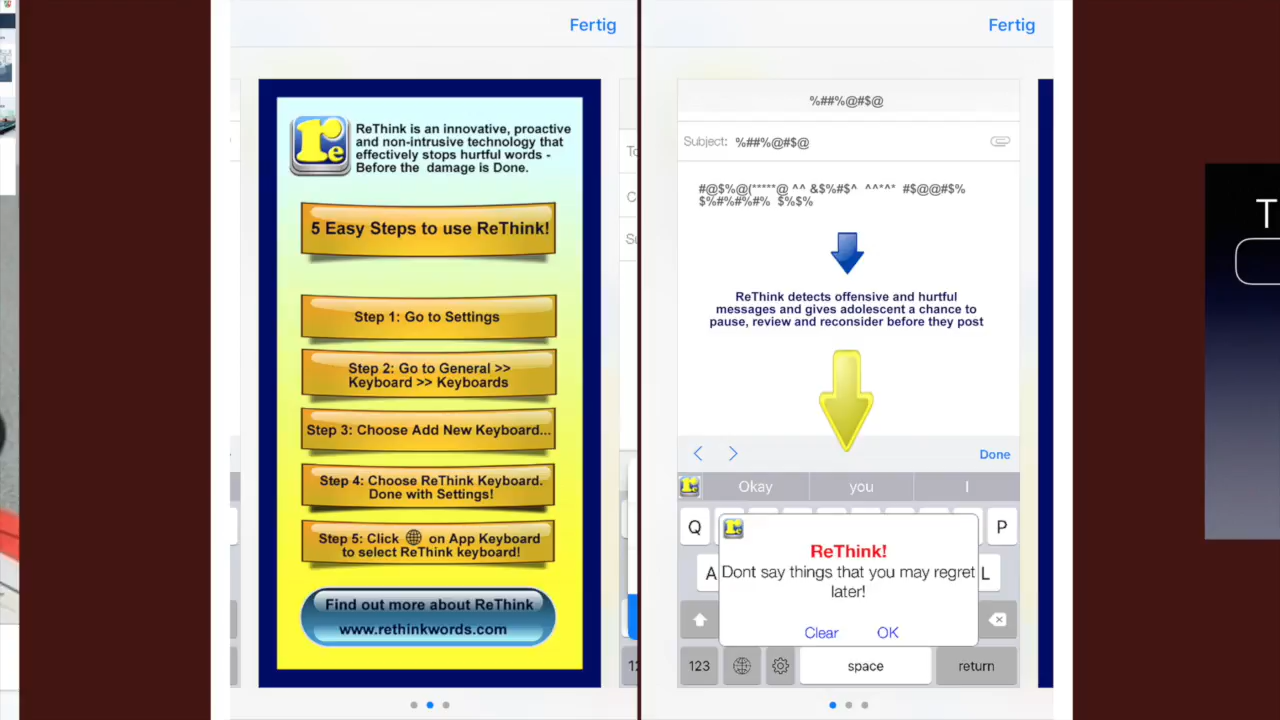 Fertig
re
ReThink is an innovative, proactive
and non-intrusive technology that
effectively stops hurtful words -
Before the damage is Done.
5 Easy Steps to use ReThink!
Step 1: Go to Settings
Step 2: Go to General >>
Keyboard >> Keyboards
Step 3: Choose Add New Keyboard...
Step 4: Choose ReThink Keyboard.
Done with Settings!
Step 5: Click on App Keyboard
to select ReThink keyboard!
Find out more about ReThink
www.rethinkwords.com
Fertig
%##%@#$@
Subject: %##%@#$@
#@$%@(*****@ ^^ &$%#$^ ^^*^* #$@@#$%
$%#%#%#% $%$%
ReThink detects offensive and hurtful
messages and gives adolescent a chance to
pause, review and reconsider before they post
Done
re Okay you I
Q P
re
ReThink!
A Dont say things that you may regret L
later!
Clear OK
123 space return
T